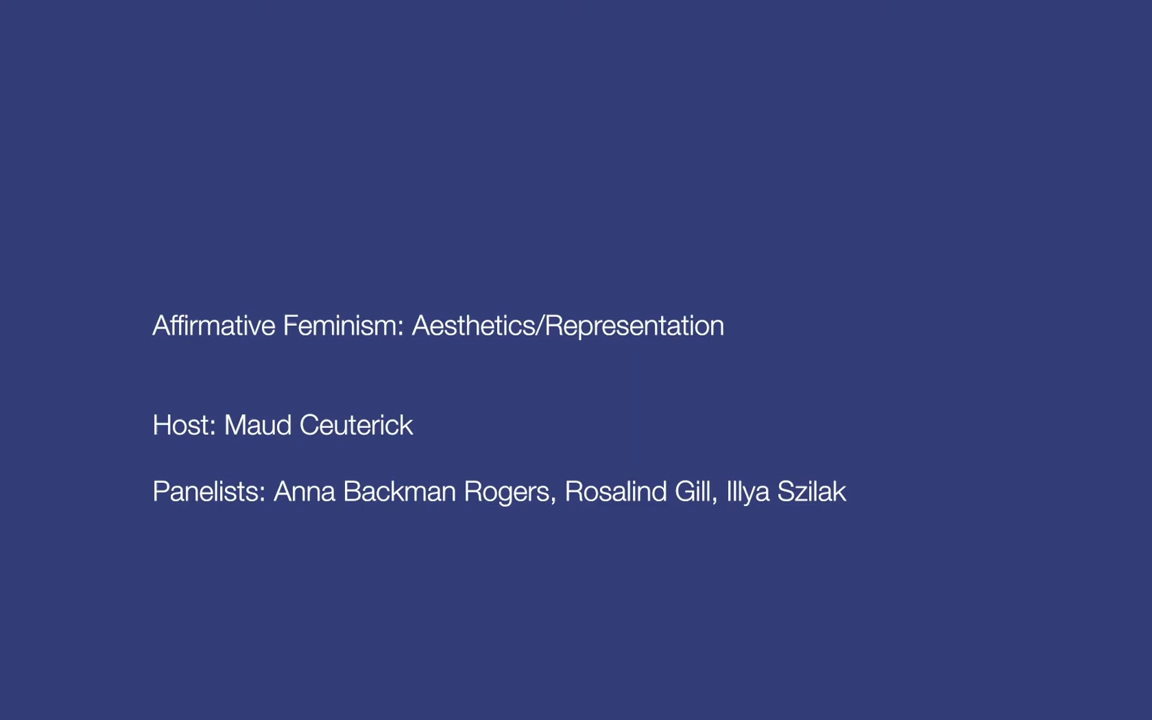 Affirmative Feminism: Aesthetics/Representation
Host: Maud Ceuterick
Panelists: Anna Backman Rogers, Rosalind Gill, Illya Szilak